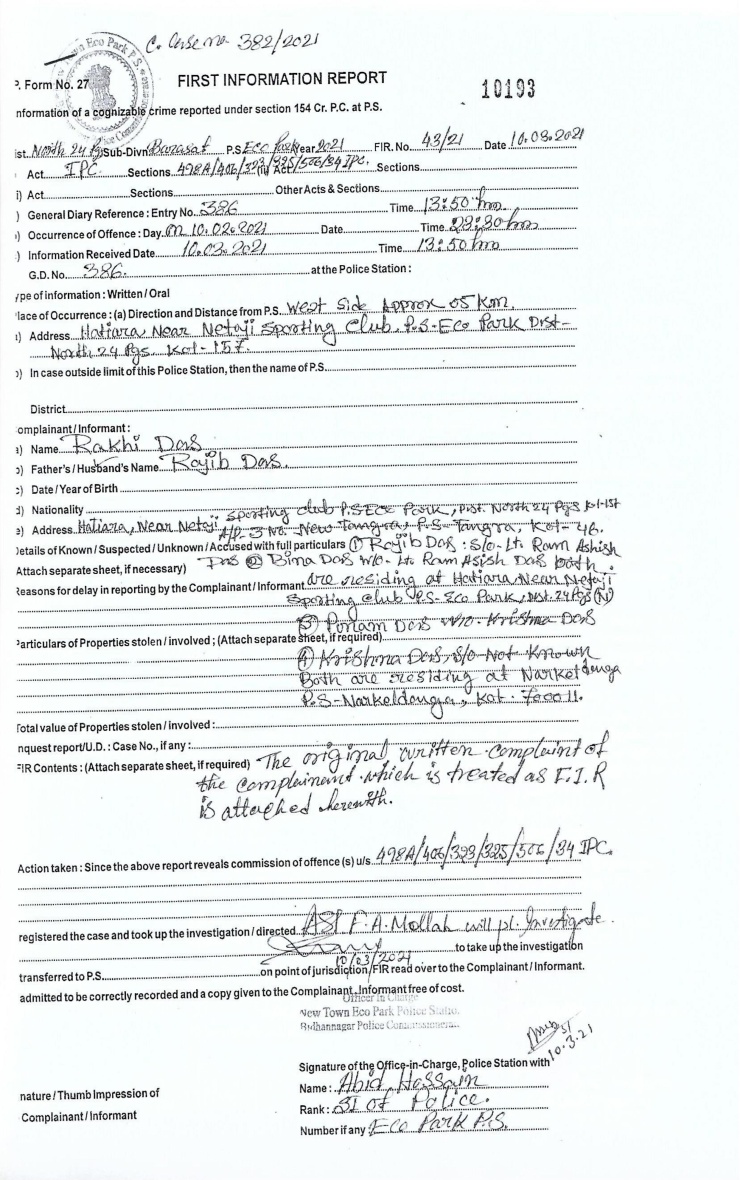 C. Case no 382/2021
Town Eco Park P.S.
P. Form No. 27
FIRST INFORMATION REPORT
10193
nformation of a cognizable crime reported under section 154 Cr. P.C. at P.S.
ist. North 24 Pgs Sub-Divn Barasat P.S Eco Park Year 2021 FIR. No. 43/21 Date 10.03.2021
Act IPC. Sections 498A/406/323/325/506/34 IPC. Sections
i) Act Sections Other Acts & Sections
) General Diary Reference : Entry No. 386 Time 13:50 hrs
) Occurrence of Offence : Day. on 10.02.2021 Date Time 23:30 hrs
) Information Received Date 10.03.2021 Time 13:50 hrs
G.D. No. 386. at the Police Station :
ype of information : Written / Oral
lace of Occurrence : (a) Direction and Distance from P.S. West side Approx 05 KM.
) Address Hatiara, Near Netaji Sporting Club, P.S-Eco Park Dist-
North 24 Pgs. Kol-157.
) In case outside limit of this Police Station, then the name of P.S.
District
omplainant / Informant :
) Name Rakhi Das
) Father's / Husband's Name Rajib Das.
) Date / Year of Birth
) Nationality
) Address Hatiara, Near Netaji Sporting Club P.S Eco Park, Dist. North 24 Pgs Kol-157
A/P- 3 No. New Tangra, P.S- Tangra, Kol- 46.
Details of Known / Suspected / Unknown / Accused with full particulars (1) Rajib Das : S/o- Lt. Ram Ashish
Attach separate sheet, if necessary) Das (2) Bina Das W/o- Lt. Ram Asish Das both
Reasons for delay in reporting by the Complainant / Informant are residing at Hatiara, Near Netaji
Sporting Club P.S- Eco Park, Dist. 24 Pgs (N)
(3) Ponam Das W/o- Krishna Das
Particulars of Properties stolen / involved ; (Attach separate sheet, if required)
(4) Krishna Das, S/o Not Known
Both are residing at Narkeldanga
P.S- Narkeldanga, Kol- 700011.
Total value of Properties stolen / involved :
nquest report/U.D. : Case No., if any :
FIR Contents : (Attach separate sheet, if required) The original written complaint of
the complainant which is treated as F.I.R
is attached herewith.
Action taken : Since the above report reveals commission of offence (s) u/s. 498A/406/323/325/506/34 IPC.
registered the case and took up the investigation / directed ASI F.A. Mollah will pl. Investigate.
to take up the investigation
10/03/2021
transferred to P.S. on point of jurisdiction/FIR read over to the Complainant / Informant.
admitted to be correctly recorded and a copy given to the Complainant, Informant free of cost.
Officer In Charge
New Town Eco Park Police Statio.
Bidhannagar Police Commissionera..
SI
10.3.21
Signature of the Office-in-Charge, Police Station with
Name : Abid Hassain
nature / Thumb Impression of
Rank : SI of Police.
Complainant / Informant
Number if any Eco Park P.S.